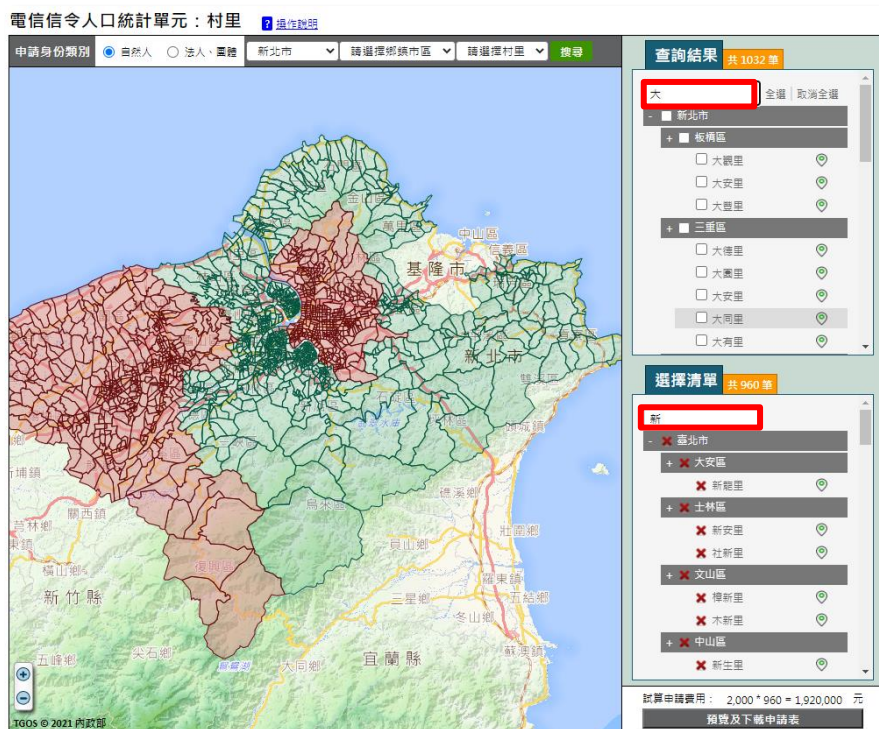 電信信令人口統計單元：村里 ? 操作說明
申請身份類別 自然人 法人、團體 新北市 請選擇鄉鎮市區 請選擇村里 搜尋
查詢結果 共 1032 筆
大 全選 | 取消全選
- 新北市
+ 板橋區
大觀里
大安里
大豐里
+ 三重區
大德里
大園里
大安里
大同里
大有里
選擇清單 共 960 筆
新
- 臺北市
+ 大安區
新龍里
+ 士林區
新安里
社新里
+ 文山區
樟新里
木新里
+ 中山區
新生里
試算申請費用： 2,000 * 960 = 1,920,000 元
預覽及下載申請表
金山區
萬里區
中山區
信義區
基隆市
新北市
雙溪區
石碇區
頭城鎮
烏來區
礁溪鄉
關西鎮
芎林鄉
員山鄉
壯圍鄉
橫山鄉
復興區
羅東鎮
新竹縣
三星鄉
五結鄉
冬山鄉
五峰鄉
尖石鄉
大同鄉
宜蘭縣
蘇澳鎮
TGOS © 2021 內政部